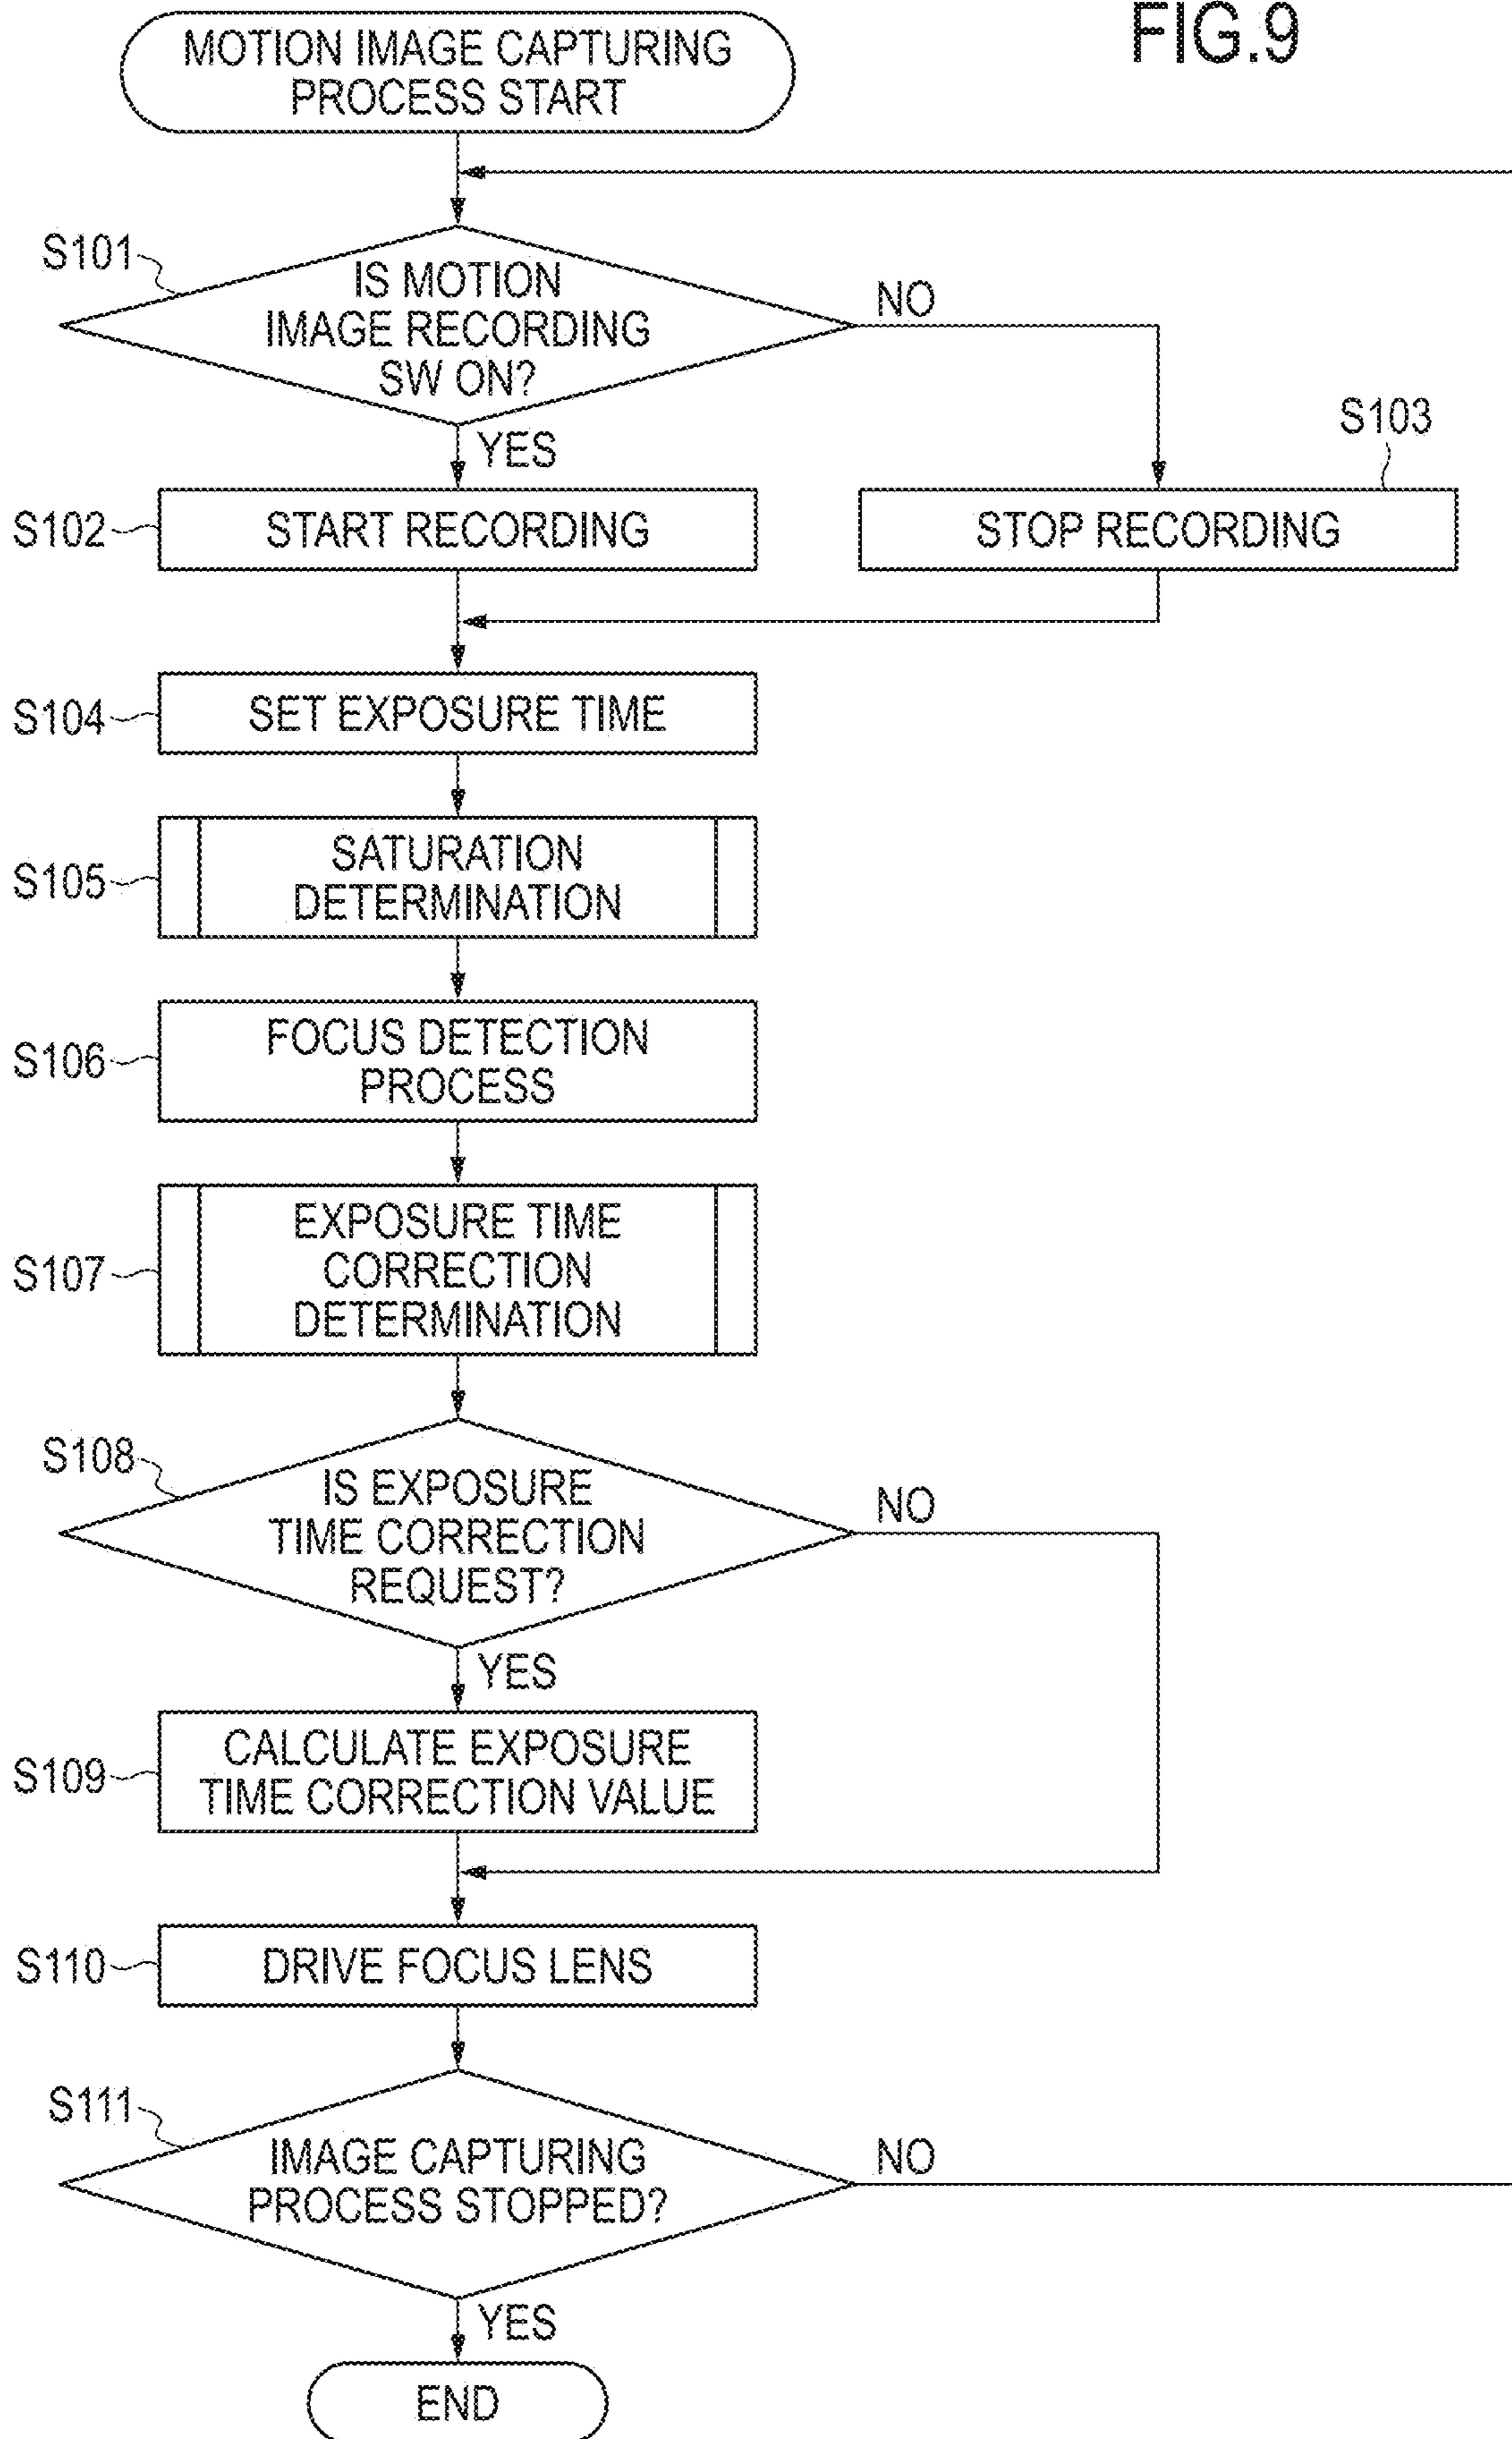 FIG.9
MOTION IMAGE CAPTURING
PROCESS START
S101
IS MOTION
IMAGE RECORDING
SW ON?
NO
YES
S103
S102
START RECORDING
STOP RECORDING
S104
SET EXPOSURE TIME
S105
SATURATION
DETERMINATION
S106
FOCUS DETECTION
PROCESS
S107
EXPOSURE TIME
CORRECTION
DETERMINATION
S108
IS EXPOSURE
TIME CORRECTION
REQUEST?
NO
YES
S109
CALCULATE EXPOSURE
TIME CORRECTION VALUE
S110
DRIVE FOCUS LENS
S111
IMAGE CAPTURING
PROCESS STOPPED?
NO
YES
END